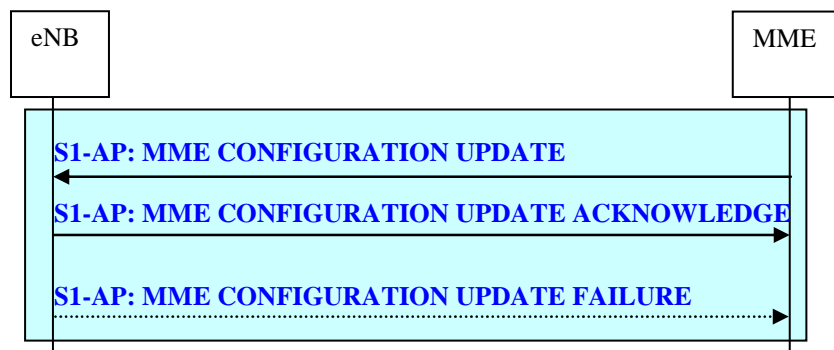 eNB
MME
S1-AP: MME CONFIGURATION UPDATE
S1-AP: MME CONFIGURATION UPDATE ACKNOWLEDGE
S1-AP: MME CONFIGURATION UPDATE FAILURE